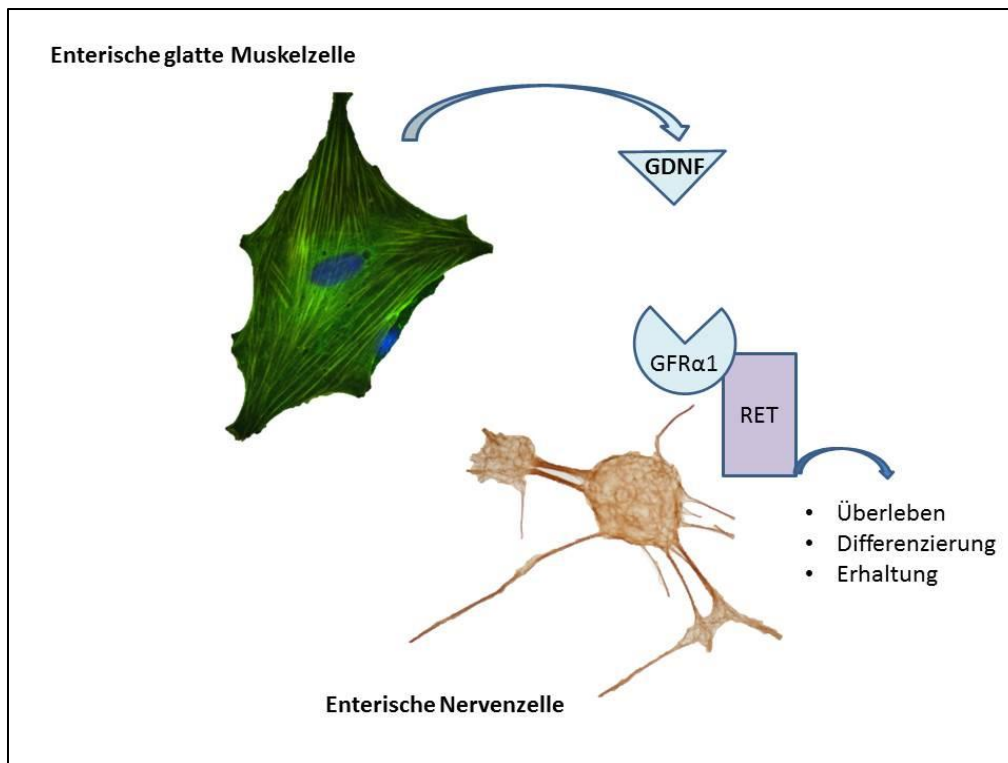 Enterische glatte Muskelzelle
GDNF
GFRα1
RET
• Überleben
• Differenzierung
• Erhaltung
Enterische Nervenzelle